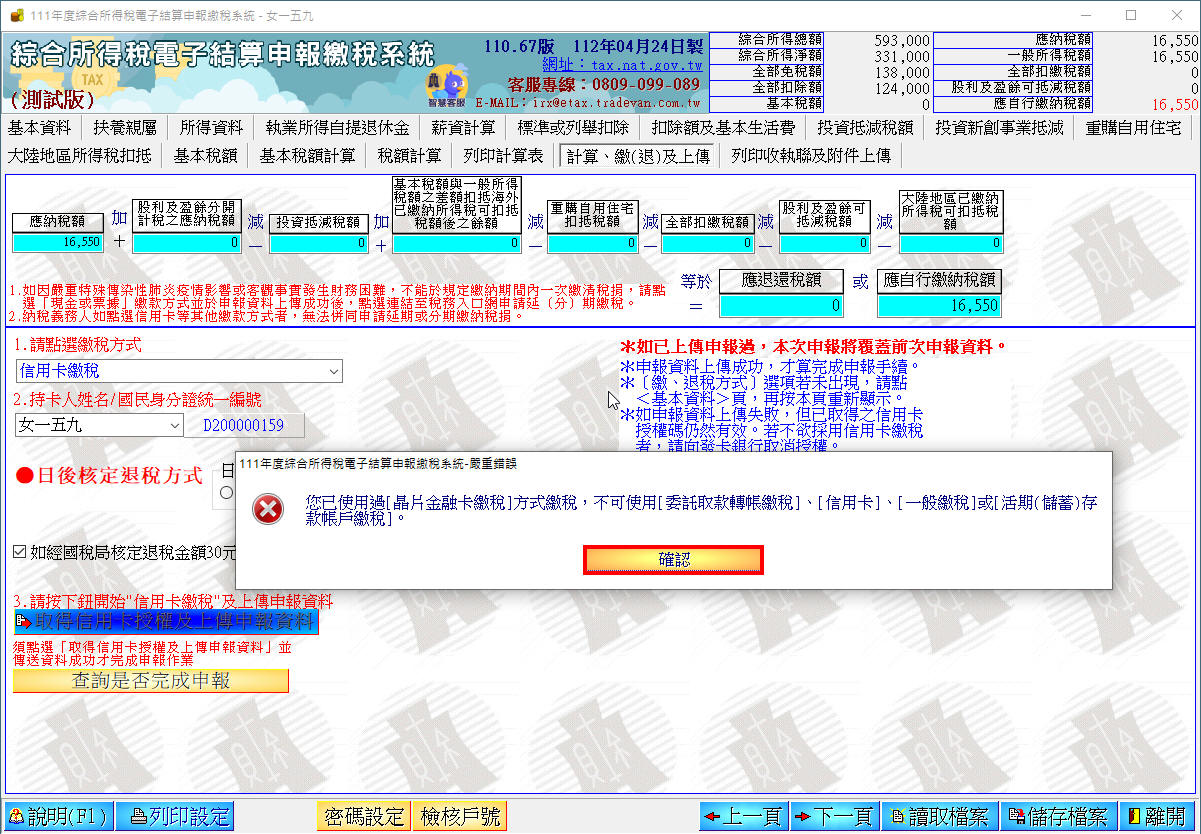 111年度綜合所得稅電子結算申報繳稅系統 - 女一五九
綜合所得稅電子結算申報繳稅系統
(測試版)
TAX
智慧客服
110.67版 112年04月24日製
網址：tax.nat.gov.tw
客服專線：0809-099-089
E-MAIL：irx@etax.tradevan.com.tw
綜合所得總額 593,000 應納稅額 16,550
綜合所得淨額 331,000 一般所得稅額 16,550
全部免稅額 138,000 全部扣繳稅額 0
全部扣除額 124,000 股利及盈餘可抵減稅額 0
基本稅額 0 應自行繳納稅額 16,550
基本資料 扶養親屬 所得資料 執業所得自提退休金 薪資計算 標準或列舉扣除 扣除額及基本生活費 投資抵減稅額 投資新創事業抵減 重購自用住宅
大陸地區所得稅扣抵 基本稅額 基本稅額計算 稅額計算 列印計算表 計算、繳(退)及上傳 列印收執聯及附件上傳
應納稅額
16,550
加
＋
股利及盈餘分開
計稅之應納稅額
0
減
－
投資抵減稅額
0
加
＋
基本稅額與一般所得
稅額之差額扣抵海外
已繳納所得稅可扣抵
稅額後之餘額
0
減
－
重購自用住宅
扣抵稅額
0
減
－
全部扣繳稅額
0
減
－
股利及盈餘可
抵減稅額
0
減
－
大陸地區已繳納
所得稅可扣抵稅
額
0
等於
＝
應退還稅額
0
或
應自行繳納稅額
16,550
1.如因嚴重特殊傳染性肺炎疫情影響或客觀事實發生財務困難，不能於規定繳納期間內一次繳清稅捐，請點
選「現金或票據」繳款方式並於申報資料上傳成功後，點選連結至稅務入口網申請延（分）期繳稅。
2.納稅義務人如點選信用卡等其他繳款方式者，無法併同申請延期或分期繳納稅捐。
1.請點選繳稅方式
信用卡繳稅
2.持卡人姓名/國民身分證統一編號
女一五九 D200000159
＊如已上傳申報過，本次申報將覆蓋前次申報資料。
＊申報資料上傳成功，才算完成申報手續。
＊〔繳、退稅方式〕選項若未出現，請點
＜基本資料＞頁，再按本頁重新顯示。
＊如申報資料上傳失敗，但已取得之信用卡
授權碼仍然有效。若不欲採用信用卡繳稅
者，請向發卡銀行取消授權。
●日後核定退稅方式
日
111年度綜合所得稅電子結算申報繳稅系統-嚴重錯誤
您已使用過[晶片金融卡繳稅]方式繳稅，不可使用[委託取款轉帳繳稅]、[信用卡]、[一般繳稅]或[活期(儲蓄)存
款帳戶繳稅]。
確認
如經國稅局核定退稅金額30元
3.請按下鈕開始"信用卡繳稅"及上傳申報資料
取得信用卡授權及上傳申報資料
須點選「取得信用卡授權及上傳申報資料」並
傳送資料成功才完成申報作業
查詢是否完成申報
說明(F1) 列印設定 密碼設定 檢核戶號 上一頁 下一頁 讀取檔案 儲存檔案 離開